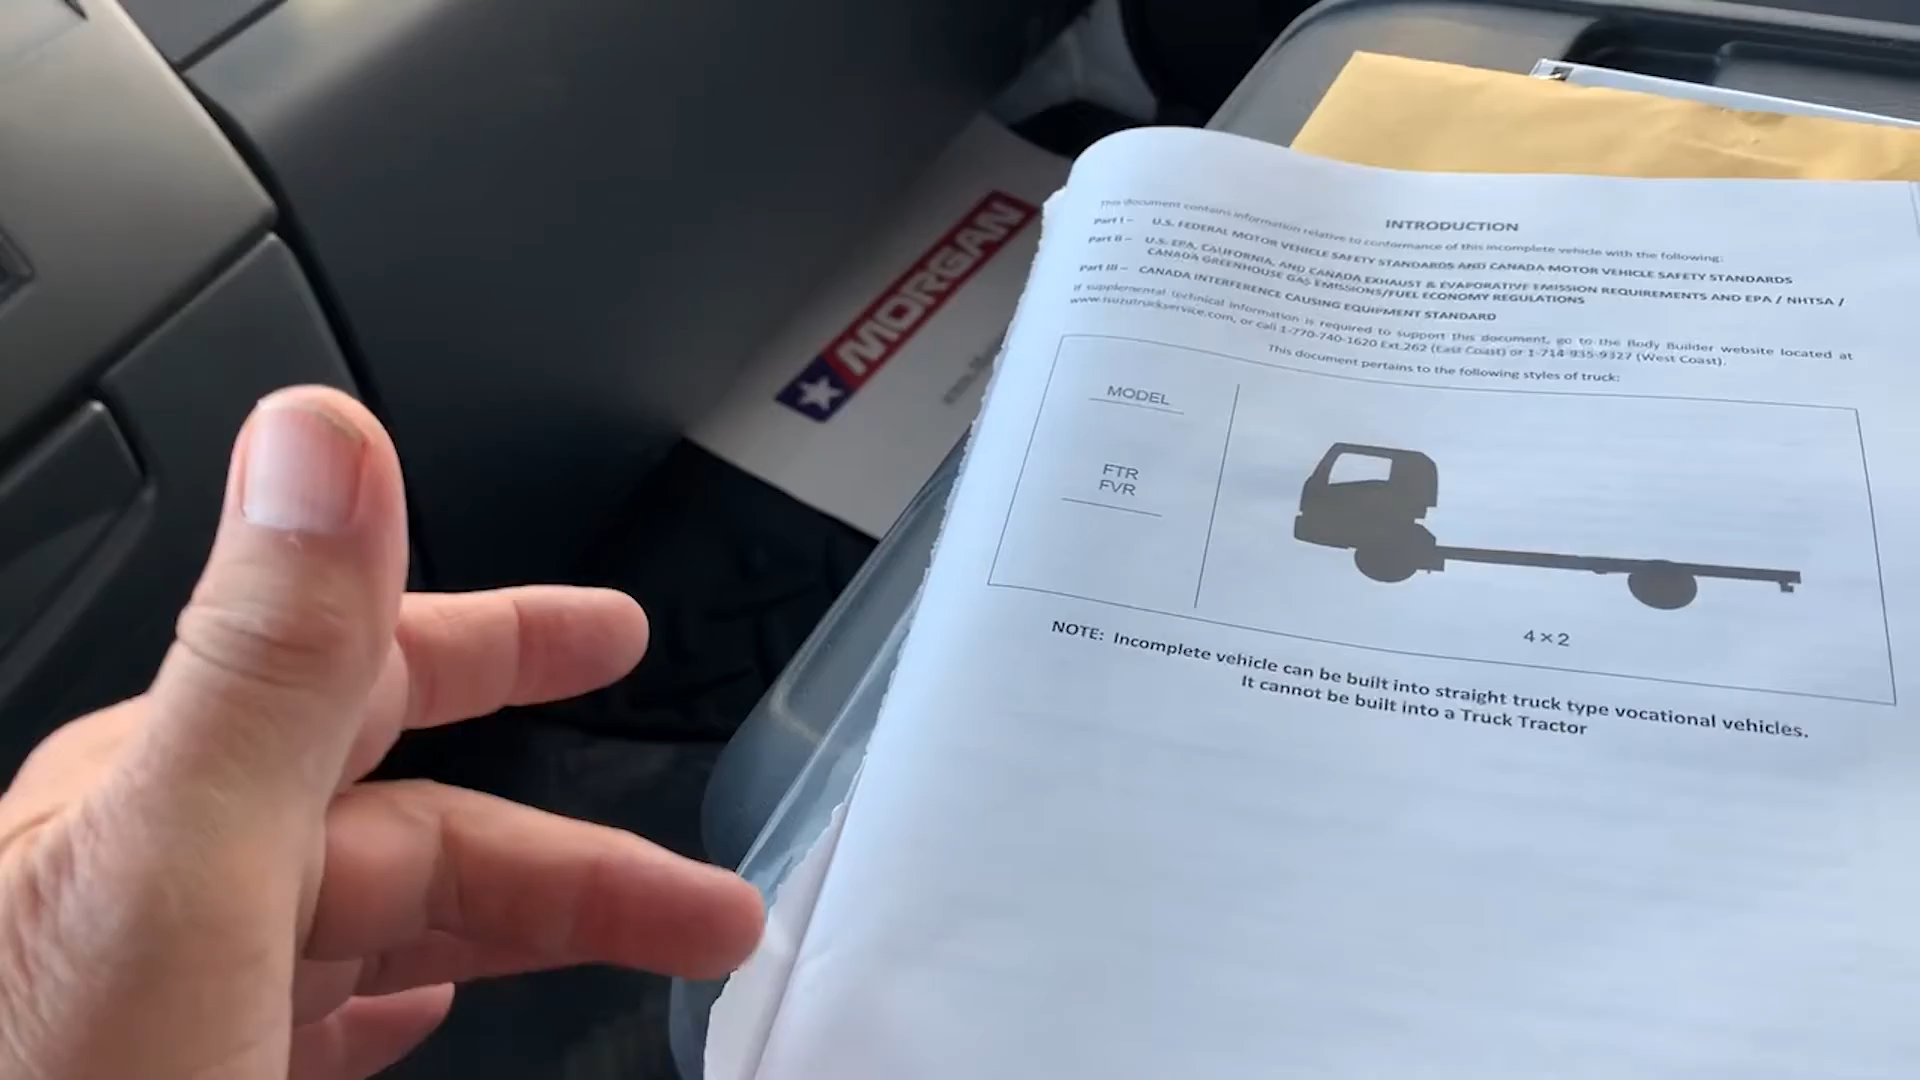 MORGAN
INTRODUCTION
This document contains information relative to conformance of this incomplete vehicle with the following:
Part I – U.S. FEDERAL MOTOR VEHICLE SAFETY STANDARDS AND CANADA MOTOR VEHICLE SAFETY STANDARDS
Part II – U.S. EPA, CALIFORNIA, AND CANADA EXHAUST & EVAPORATIVE EMISSION REQUIREMENTS AND EPA / NHTSA /
CANADA GREENHOUSE GAS EMISSIONS/FUEL ECONOMY REGULATIONS
Part III – CANADA INTERFERENCE CAUSING EQUIPMENT STANDARD
If supplemental technical information is required to support this document, go to the Body Builder website located at
www.isuzutruckservice.com, or call 1-770-740-1620 Ext.262 (East Coast) or 1-714-935-9327 (West Coast).
This document pertains to the following styles of truck:
MODEL
FTR
FVR
4 × 2
NOTE: Incomplete vehicle can be built into straight truck type vocational vehicles.
It cannot be built into a Truck Tractor